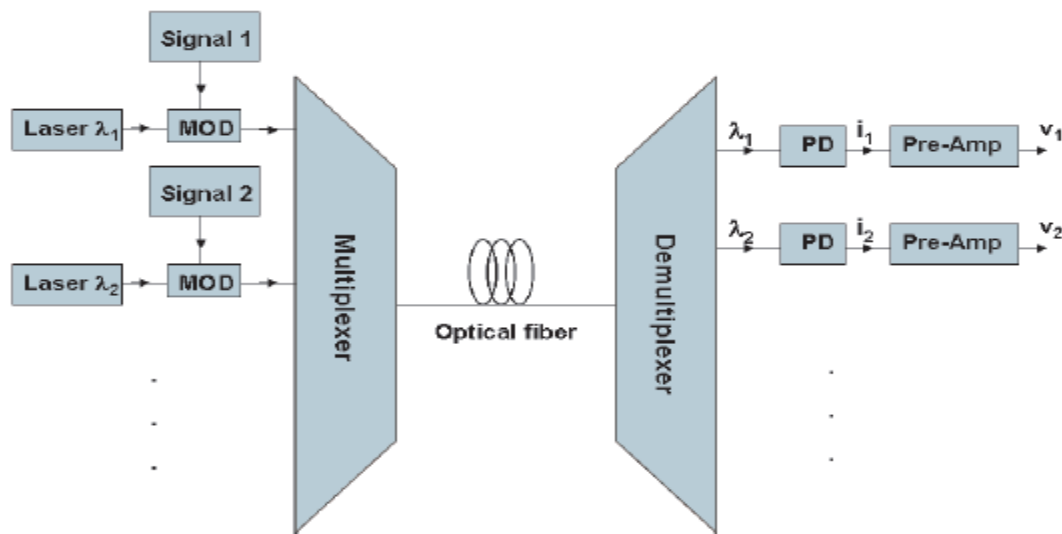 Signal 1
Laser λ₁
MOD
Signal 2
Laser λ₂
MOD
Multiplexer
Optical fiber
Demultiplexer
λ₁
PD
i₁
Pre-Amp
v₁
λ₂
PD
i₂
Pre-Amp
v₂